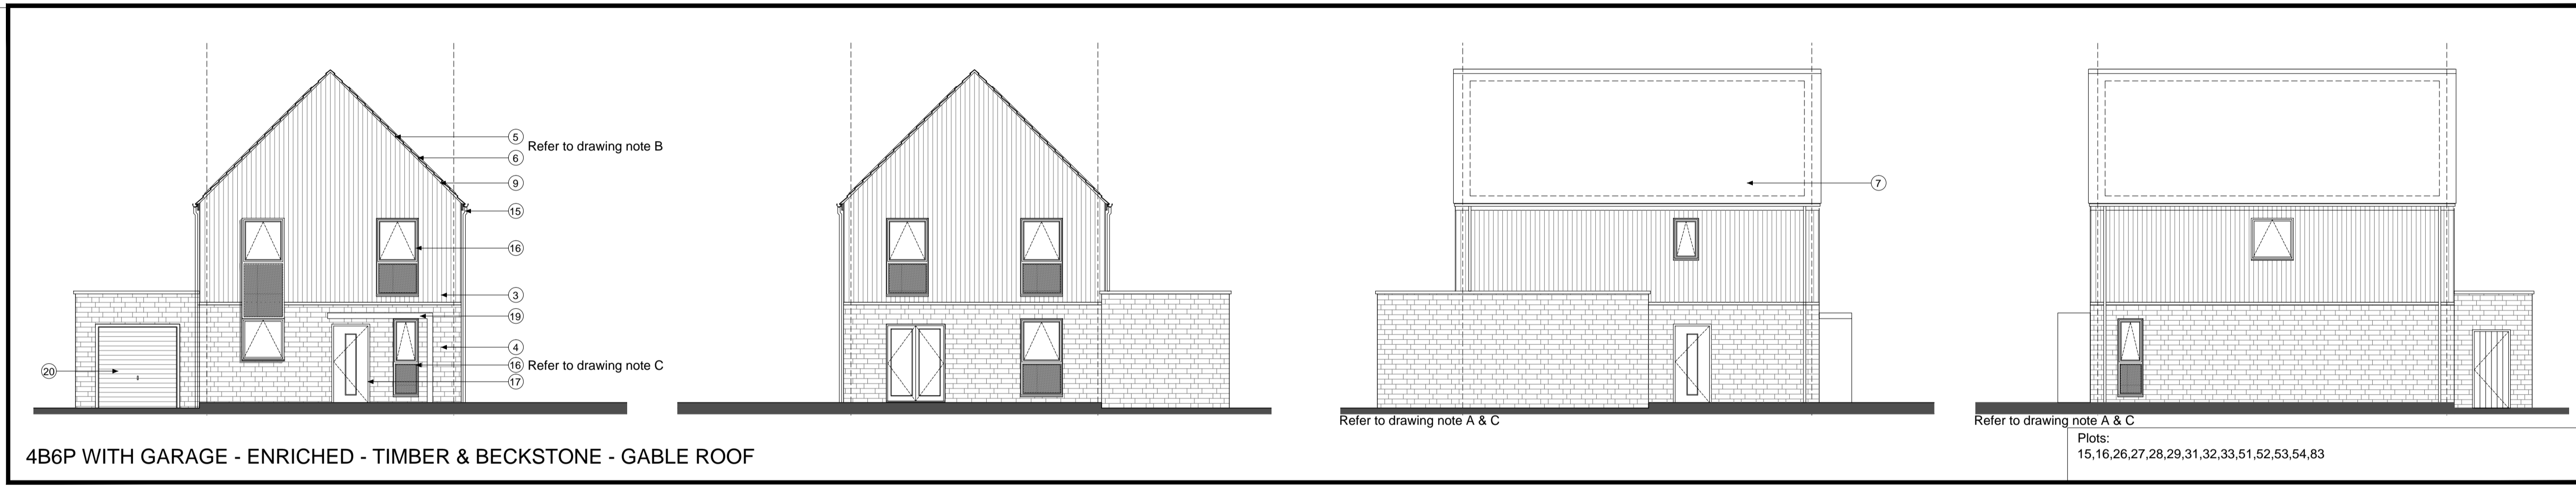 5
Refer to drawing note B
6
9
15
16
3
19
4
16 Refer to drawing note C
17
20
7
Refer to drawing note A & C
Refer to drawing note A & C
4B6P WITH GARAGE - ENRICHED - TIMBER & BECKSTONE - GABLE ROOF
Plots:
15,16,26,27,28,29,31,32,33,51,52,53,54,83